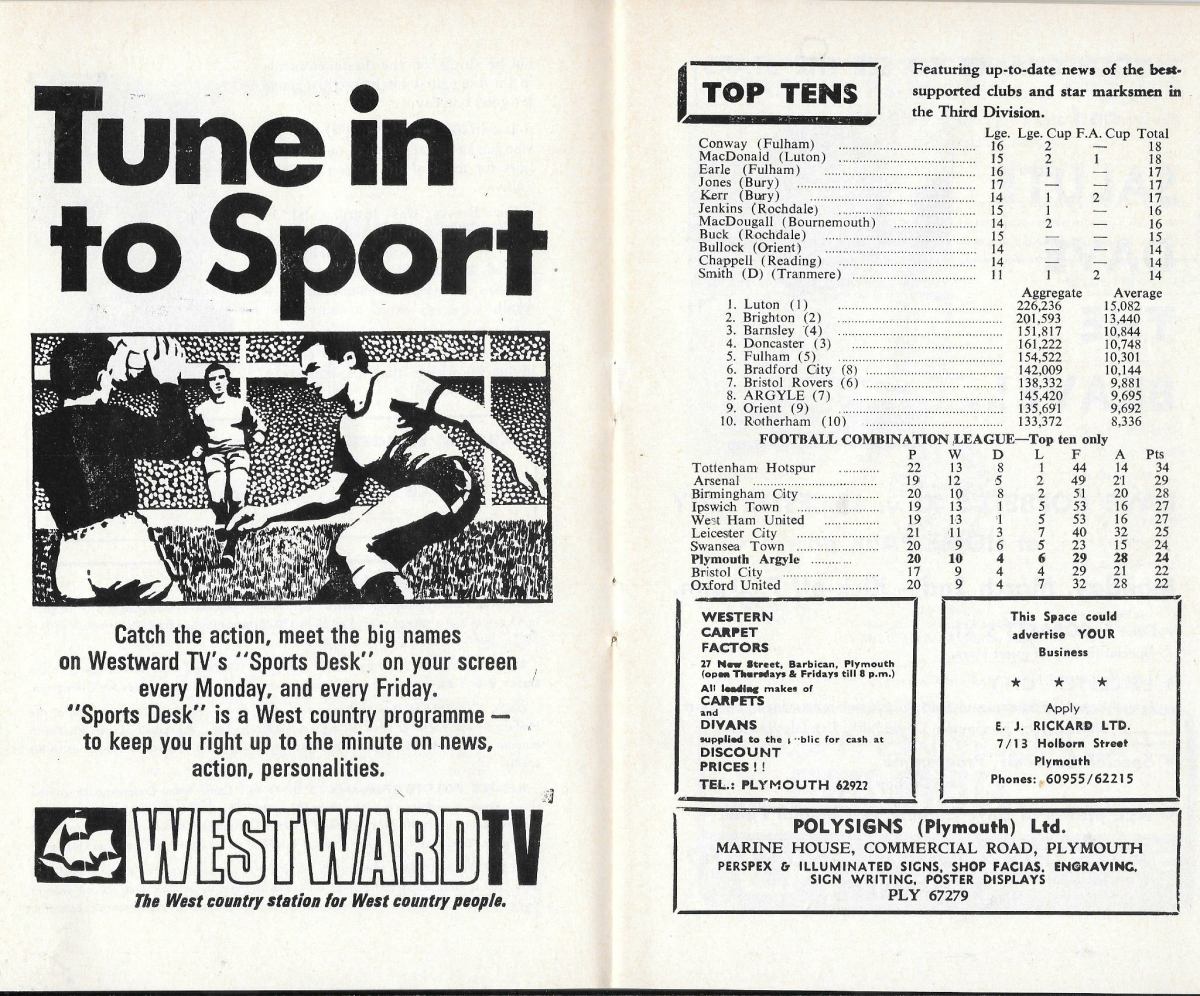 Tune in
to Sport
Catch the action, meet the big names
on Westward TV's "Sports Desk" on your screen
every Monday, and every Friday.
"Sports Desk" is a West country programme —
to keep you right up to the minute on news,
action, personalities.
WESTWARD TV
The West country station for West country people.
TOP TENS
Featuring up-to-date news of the best-
supported clubs and star marksmen in
the Third Division.
Lge. Lge. Cup F.A. Cup Total
Conway (Fulham) 16 2 — 18
MacDonald (Luton) 15 2 1 18
Earle (Fulham) 16 1 — 17
Jones (Bury) 17 — — 17
Kerr (Bury) 14 1 2 17
Jenkins (Rochdale) 15 1 — 16
MacDougall (Bournemouth) 14 2 — 16
Buck (Rochdale) 15 — — 15
Bullock (Orient) 14 — — 14
Chappell (Reading) 14 — — 14
Smith (D) (Tranmere) 11 1 2 14
Aggregate Average
1. Luton (1) 226,236 15,082
2. Brighton (2) 201,593 13,440
3. Barnsley (4) 151,817 10,844
4. Doncaster (3) 161,222 10,748
5. Fulham (5) 154,522 10,301
6. Bradford City (8) 142,009 10,144
7. Bristol Rovers (6) 138,332 9,881
8. ARGYLE (7) 145,420 9,695
9. Orient (9) 135,691 9,692
10. Rotherham (10) 133,372 8,336
FOOTBALL COMBINATION LEAGUE—Top ten only
P W D L F A Pts
Tottenham Hotspur 22 13 8 1 44 14 34
Arsenal 19 12 5 2 49 21 29
Birmingham City 20 10 8 2 51 20 28
Ipswich Town 19 13 1 5 53 16 27
West Ham United 19 13 1 5 53 16 27
Leicester City 21 11 3 7 40 32 25
Swansea Town 20 9 6 5 23 15 24
Plymouth Argyle 20 10 4 6 29 28 24
Bristol City 17 9 4 4 29 21 22
Oxford United 20 9 4 7 32 28 22
WESTERN
CARPET
FACTORS
27 New Street, Barbican, Plymouth
(open Thursdays & Fridays till 8 p.m.)
All leading makes of
CARPETS
and
DIVANS
supplied to the p blic for cash at
DISCOUNT
PRICES ! !
TEL.: PLYMOUTH 62922
This Space could
advertise YOUR
Business
★ ★ ★
Apply
E. J. RICKARD LTD.
7/13 Holborn Street
Plymouth
Phones: 60955/62215
POLYSIGNS (Plymouth) Ltd.
MARINE HOUSE, COMMERCIAL ROAD, PLYMOUTH
PERSPEX & ILLUMINATED SIGNS, SHOP FACIAS, ENGRAVING,
SIGN WRITING, POSTER DISPLAYS
PLY 67279